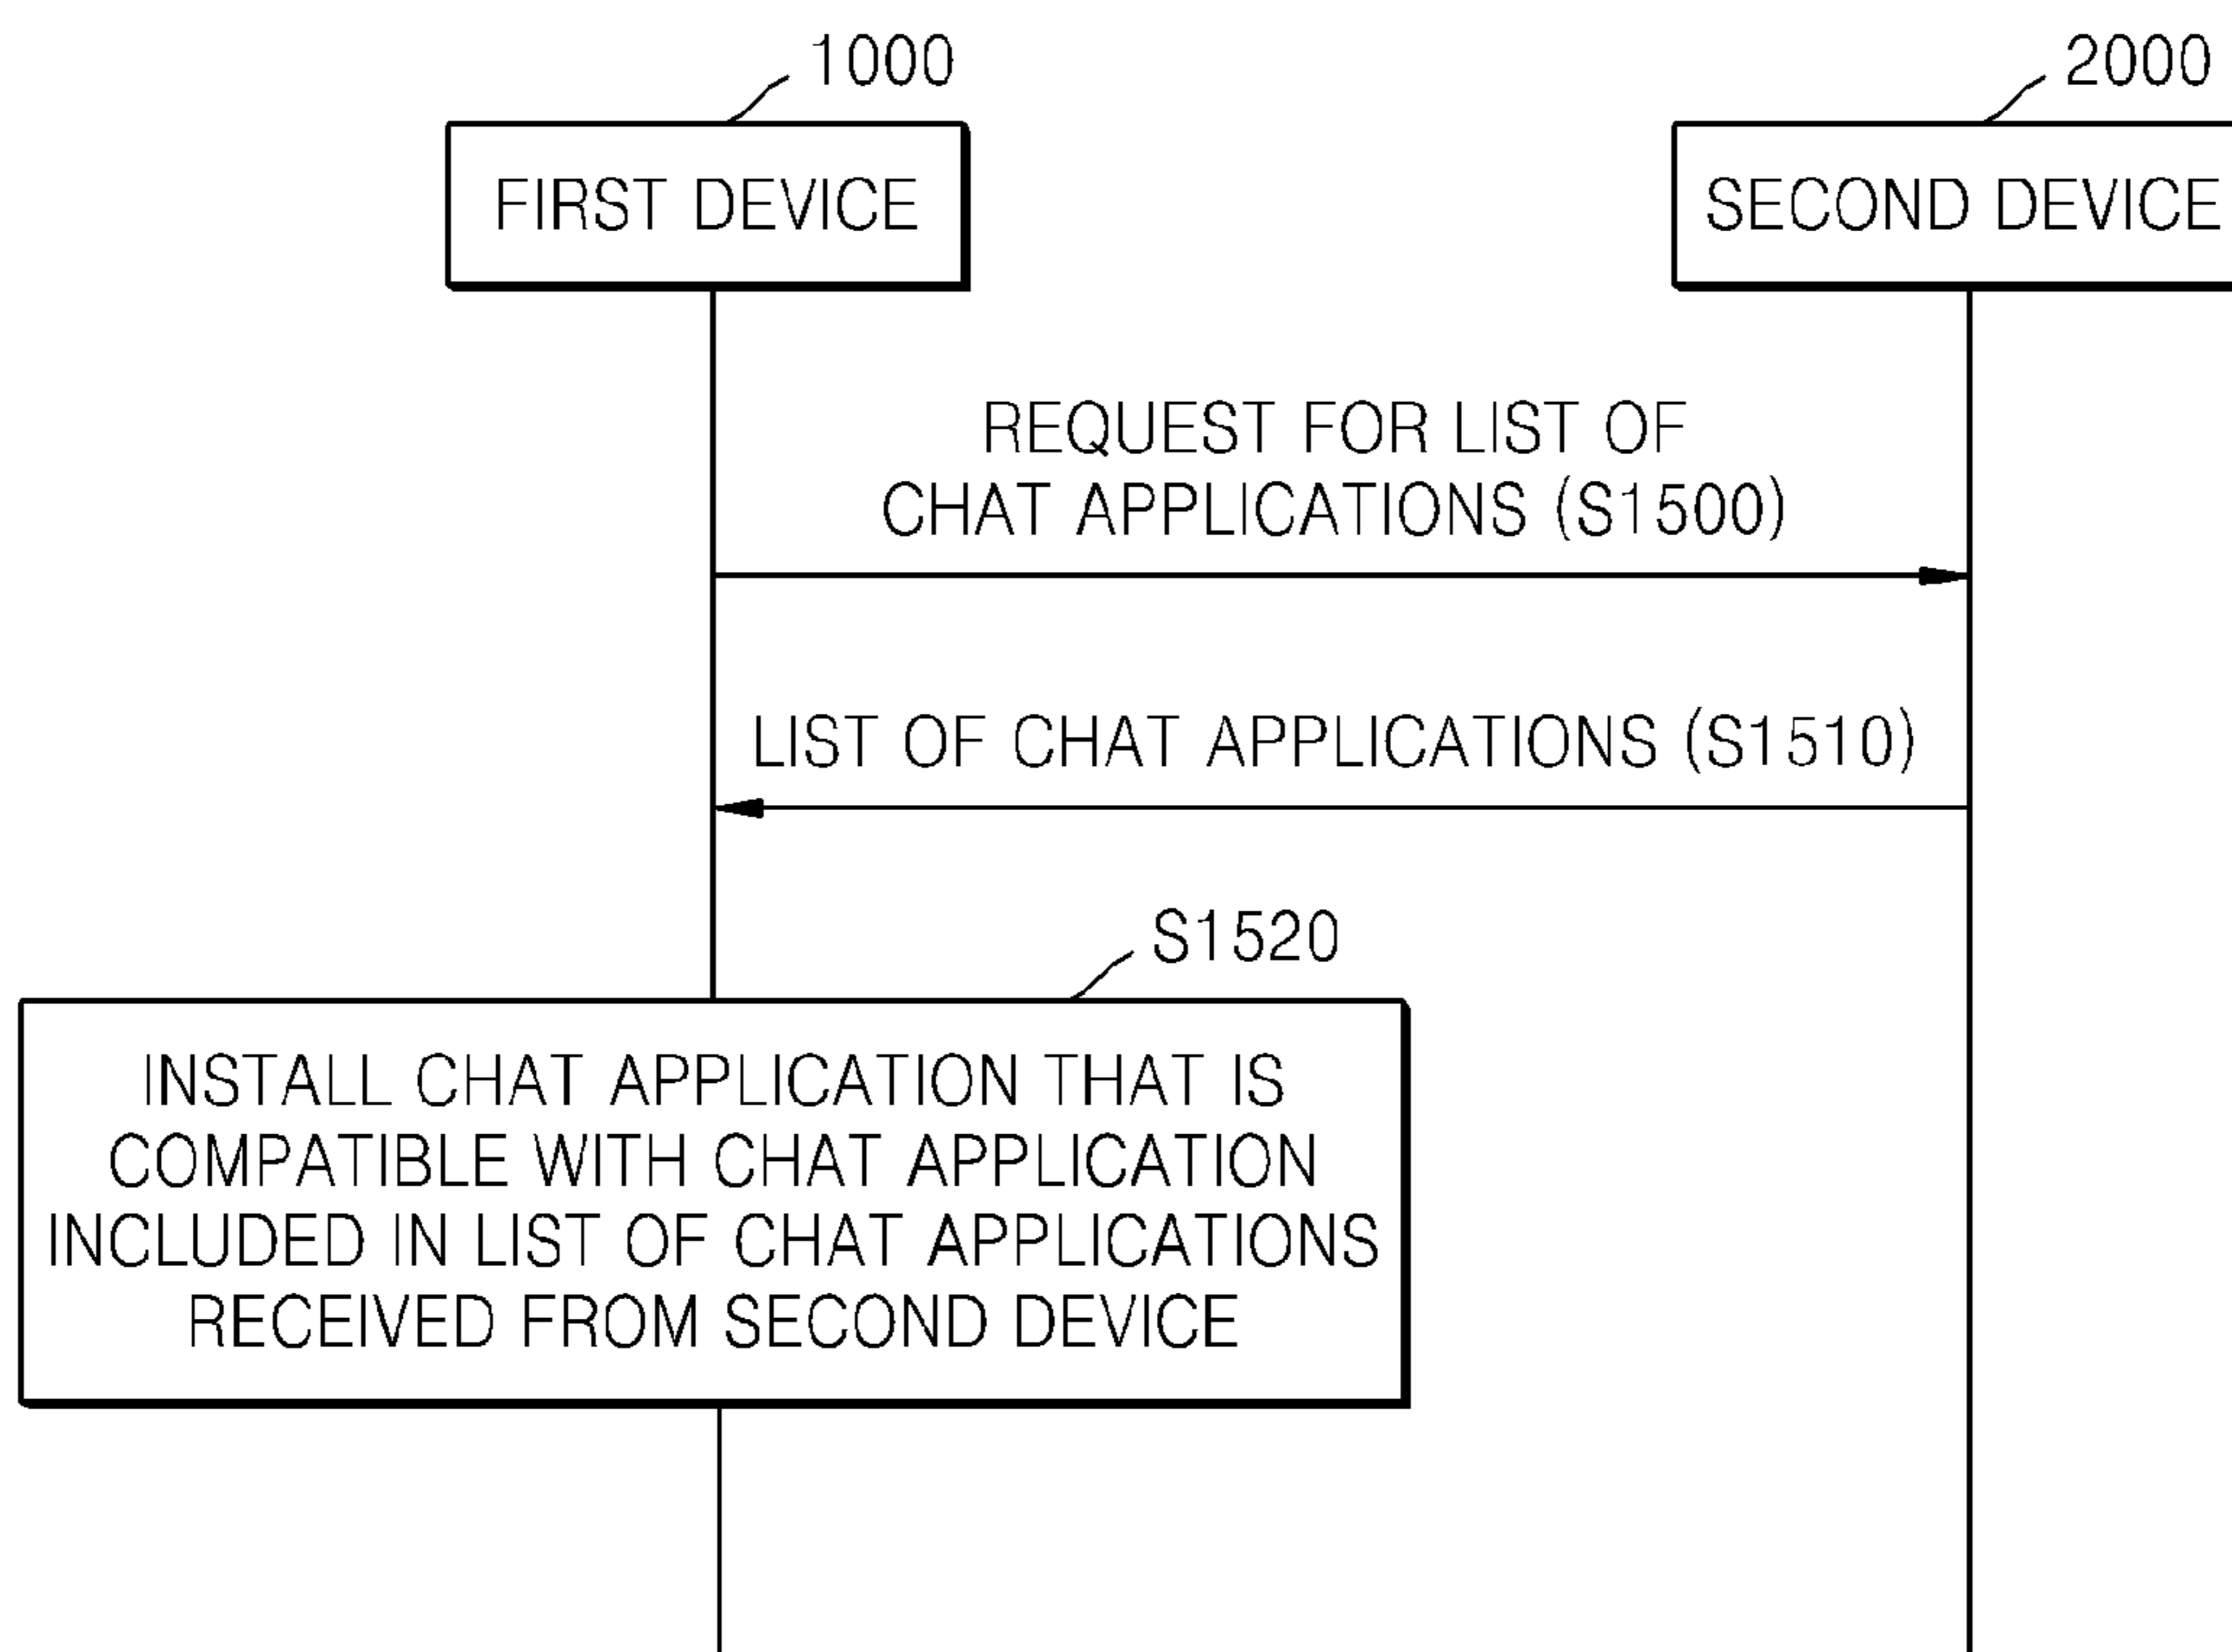 1000
2000
FIRST DEVICE
SECOND DEVICE
REQUEST FOR LIST OF
CHAT APPLICATIONS (S1500)
LIST OF CHAT APPLICATIONS (S1510)
S1520
INSTALL CHAT APPLICATION THAT IS
COMPATIBLE WITH CHAT APPLICATION
INCLUDED IN LIST OF CHAT APPLICATIONS
RECEIVED FROM SECOND DEVICE